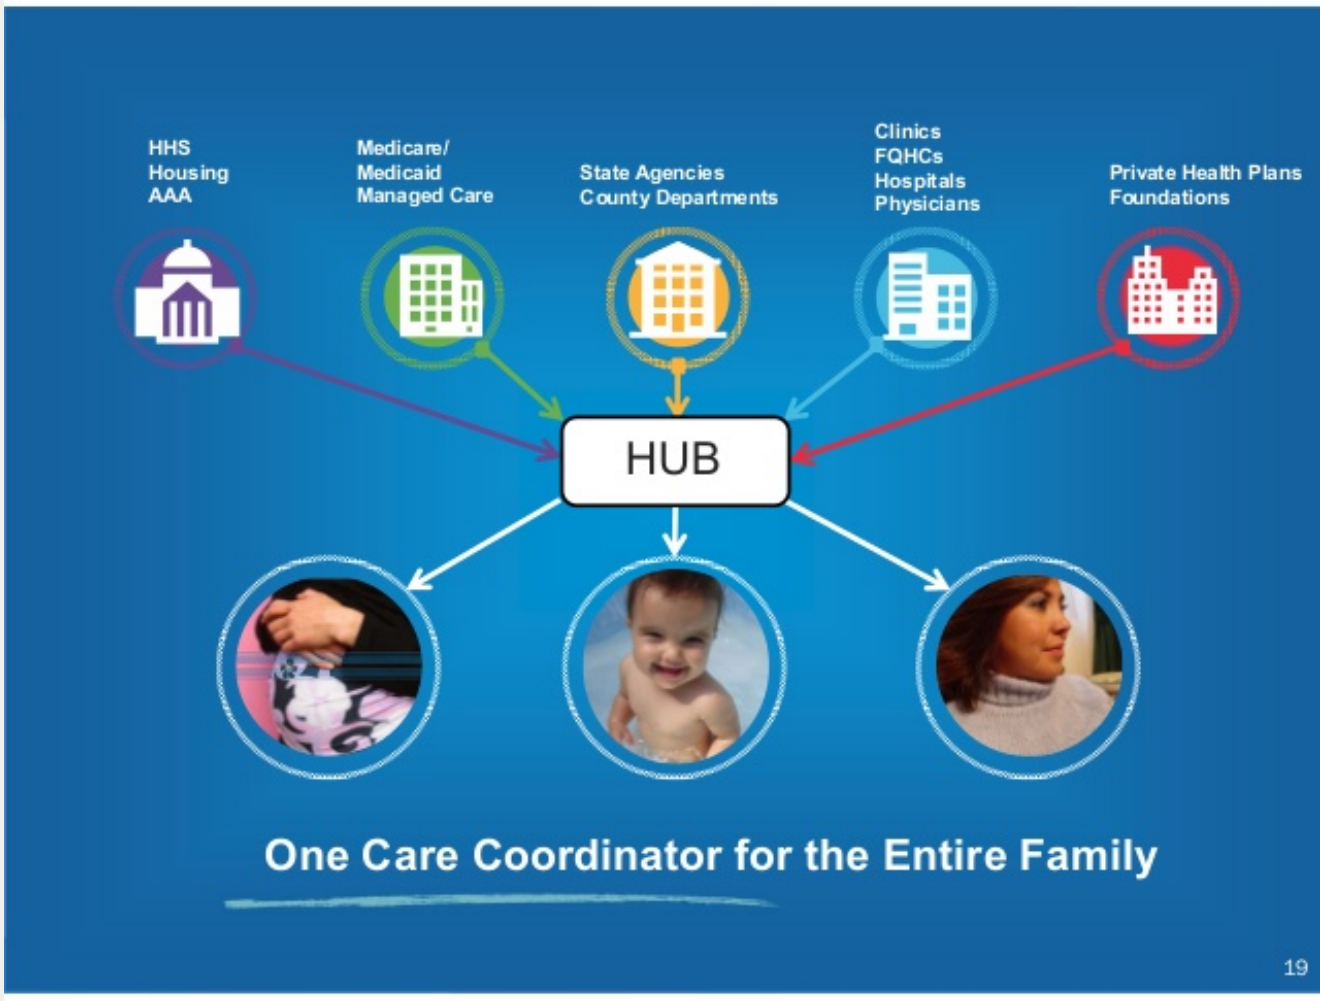 HHS
Housing
AAA
Medicare/
Medicaid
Managed Care
State Agencies
County Departments
Clinics
FQHCs
Hospitals
Physicians
Private Health Plans
Foundations
HUB
One Care Coordinator for the Entire Family
19